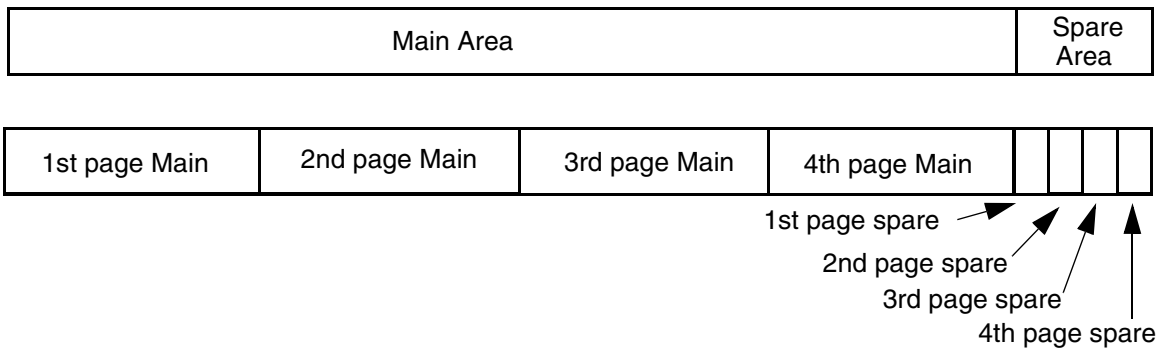 Main Area
Spare
Area
1st page Main
2nd page Main
3rd page Main
4th page Main
1st page spare
2nd page spare
3rd page spare
4th page spare